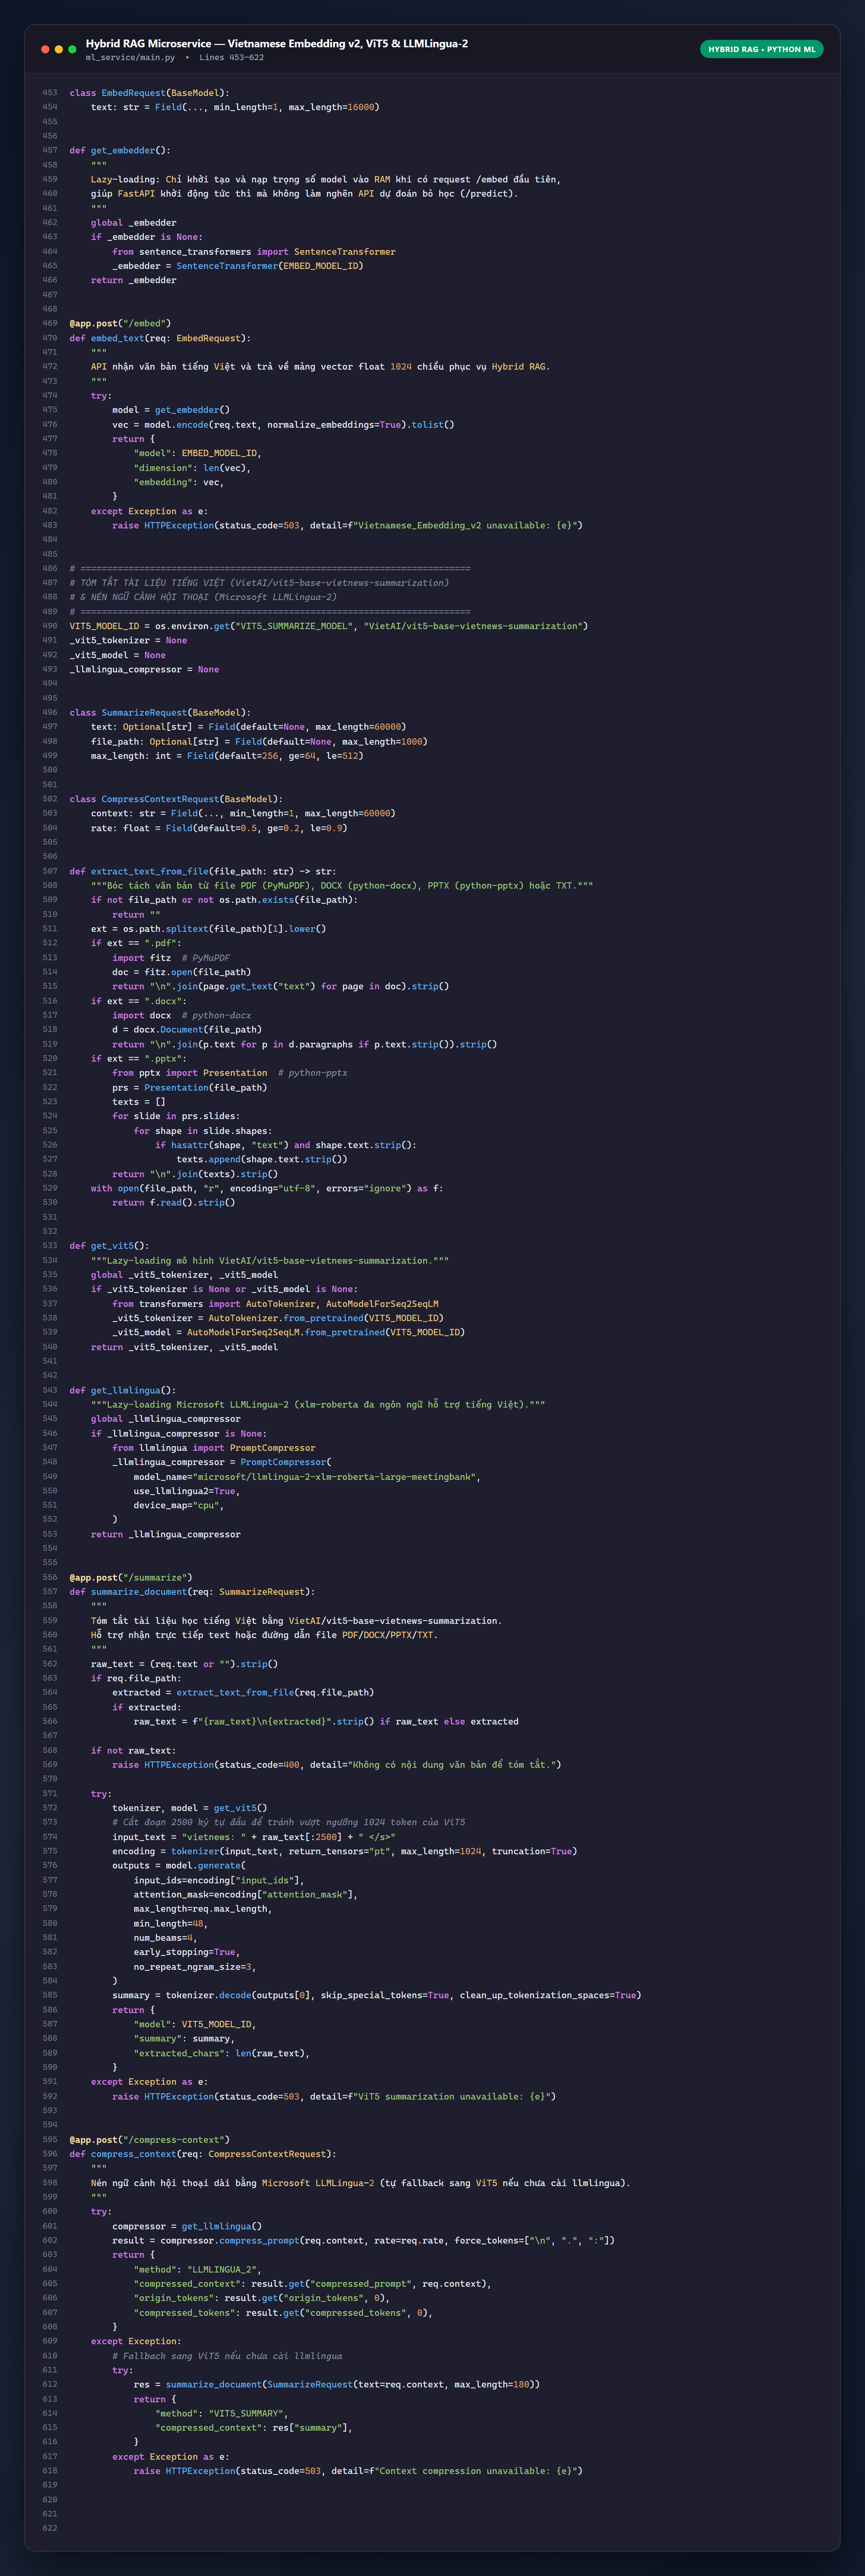 Hybrid RAG Microservice — Vietnamese Embedding v2, ViT5 & LLMLingua-2
ml_service/main.py • Lines 453-622
HYBRID RAG • PYTHON ML
453 class EmbedRequest(BaseModel):
454     text: str = Field(..., min_length=1, max_length=16000)
455
456
457 def get_embedder():
458     """
459     Lazy-loading: Chỉ khởi tạo và nạp trọng số model vào RAM khi có request /embed đầu tiên,
460     giúp FastAPI khởi động tức thì mà không làm nghẽn API dự đoán bỏ học (/predict).
461     """
462     global _embedder
463     if _embedder is None:
464         from sentence_transformers import SentenceTransformer
465         _embedder = SentenceTransformer(EMBED_MODEL_ID)
466     return _embedder
467
468
469 @app.post("/embed")
470 def embed_text(req: EmbedRequest):
471     """
472     API nhận văn bản tiếng Việt và trả về mảng vector float 1024 chiều phục vụ Hybrid RAG.
473     """
474     try:
475         model = get_embedder()
476         vec = model.encode(req.text, normalize_embeddings=True).tolist()
477         return {
478             "model": EMBED_MODEL_ID,
479             "dimension": len(vec),
480             "embedding": vec,
481         }
482     except Exception as e:
483         raise HTTPException(status_code=503, detail=f"Vietnamese_Embedding_v2 unavailable: {e}")
484
485
486 # =========================================================================
487 # TÓM TẮT TÀI LIỆU TIẾNG VIỆT (VietAI/vit5-base-vietnews-summarization)
488 # & NÉN NGỮ CẢNH HỘI THOẠI (Microsoft LLMLingua-2)
489 # =========================================================================
490 VIT5_MODEL_ID = os.environ.get("VIT5_SUMMARIZE_MODEL", "VietAI/vit5-base-vietnews-summarization")
491 _vit5_tokenizer = None
492 _vit5_model = None
493 _llmlingua_compressor = None
494
495
496 class SummarizeRequest(BaseModel):
497     text: Optional[str] = Field(default=None, max_length=60000)
498     file_path: Optional[str] = Field(default=None, max_length=1000)
499     max_length: int = Field(default=256, ge=64, le=512)
500
501
502 class CompressContextRequest(BaseModel):
503     context: str = Field(..., min_length=1, max_length=60000)
504     rate: float = Field(default=0.5, ge=0.2, le=0.9)
505
506
507 def extract_text_from_file(file_path: str) -> str:
508     """Bóc tách văn bản từ file PDF (PyMuPDF), DOCX (python-docx), PPTX (python-pptx) hoặc TXT."""
509     if not file_path or not os.path.exists(file_path):
510         return ""
511     ext = os.path.splitext(file_path)[1].lower()
512     if ext == ".pdf":
513         import fitz  # PyMuPDF
514         doc = fitz.open(file_path)
515         return "\n".join(page.get_text("text") for page in doc).strip()
516     if ext == ".docx":
517         import docx  # python-docx
518         d = docx.Document(file_path)
519         return "\n".join(p.text for p in d.paragraphs if p.text.strip()).strip()
520     if ext == ".pptx":
521         from pptx import Presentation  # python-pptx
522         prs = Presentation(file_path)
523         texts = []
524         for slide in prs.slides:
525             for shape in slide.shapes:
526                 if hasattr(shape, "text") and shape.text.strip():
527                     texts.append(shape.text.strip())
528         return "\n".join(texts).strip()
529     with open(file_path, "r", encoding="utf-8", errors="ignore") as f:
530         return f.read().strip()
531
532
533 def get_vit5():
534     """Lazy-loading mô hình VietAI/vit5-base-vietnews-summarization."""
535     global _vit5_tokenizer, _vit5_model
536     if _vit5_tokenizer is None or _vit5_model is None:
537         from transformers import AutoTokenizer, AutoModelForSeq2SeqLM
538         _vit5_tokenizer = AutoTokenizer.from_pretrained(VIT5_MODEL_ID)
539         _vit5_model = AutoModelForSeq2SeqLM.from_pretrained(VIT5_MODEL_ID)
540     return _vit5_tokenizer, _vit5_model
541
542
543 def get_llmlingua():
544     """Lazy-loading Microsoft LLMLingua-2 (xlm-roberta đa ngôn ngữ hỗ trợ tiếng Việt)."""
545     global _llmlingua_compressor
546     if _llmlingua_compressor is None:
547         from llmlingua import PromptCompressor
548         _llmlingua_compressor = PromptCompressor(
549             model_name="microsoft/llmlingua-2-xlm-roberta-large-meetingbank",
550             use_llmlingua2=True,
551             device_map="cpu",
552         )
553     return _llmlingua_compressor
554
555
556 @app.post("/summarize")
557 def summarize_document(req: SummarizeRequest):
558     """
559     Tóm tắt tài liệu học tiếng Việt bằng VietAI/vit5-base-vietnews-summarization.
560     Hỗ trợ nhận trực tiếp text hoặc đường dẫn file PDF/DOCX/PPTX/TXT.
561     """
562     raw_text = (req.text or "").strip()
563     if req.file_path:
564         extracted = extract_text_from_file(req.file_path)
565         if extracted:
566             raw_text = f"{raw_text}\n{extracted}".strip() if raw_text else extracted
567
568     if not raw_text:
569         raise HTTPException(status_code=400, detail="Không có nội dung văn bản để tóm tắt.")
570
571     try:
572         tokenizer, model = get_vit5()
573         # Cắt đoạn 2500 ký tự đầu để tránh vượt ngưỡng 1024 token của ViT5
574         input_text = "vietnews: " + raw_text[:2500] + " </s>"
575         encoding = tokenizer(input_text, return_tensors="pt", max_length=1024, truncation=True)
576         outputs = model.generate(
577             input_ids=encoding["input_ids"],
578             attention_mask=encoding["attention_mask"],
579             max_length=req.max_length,
580             min_length=48,
581             num_beams=4,
582             early_stopping=True,
583             no_repeat_ngram_size=3,
584         )
585         summary = tokenizer.decode(outputs[0], skip_special_tokens=True, clean_up_tokenization_spaces=True)
586         return {
587             "model": VIT5_MODEL_ID,
588             "summary": summary,
589             "extracted_chars": len(raw_text),
590         }
591     except Exception as e:
592         raise HTTPException(status_code=503, detail=f"ViT5 summarization unavailable: {e}")
593
594
595 @app.post("/compress-context")
596 def compress_context(req: CompressContextRequest):
597     """
598     Nén ngữ cảnh hội thoại dài bằng Microsoft LLMLingua-2 (tự fallback sang ViT5 nếu chưa cài llmlingua).
599     """
600     try:
601         compressor = get_llmlingua()
602         result = compressor.compress_prompt(req.context, rate=req.rate, force_tokens=["\n", ".", ":"])
603         return {
604             "method": "LLMLINGUA_2",
605             "compressed_context": result.get("compressed_prompt", req.context),
606             "origin_tokens": result.get("origin_tokens", 0),
607             "compressed_tokens": result.get("compressed_tokens", 0),
608         }
609     except Exception:
610         # Fallback sang ViT5 nếu chưa cài llmlingua
611         try:
612             res = summarize_document(SummarizeRequest(text=req.context, max_length=180))
613             return {
614                 "method": "VIT5_SUMMARY",
615                 "compressed_context": res["summary"],
616             }
617         except Exception as e:
618             raise HTTPException(status_code=503, detail=f"Context compression unavailable: {e}")
619
620
621
622